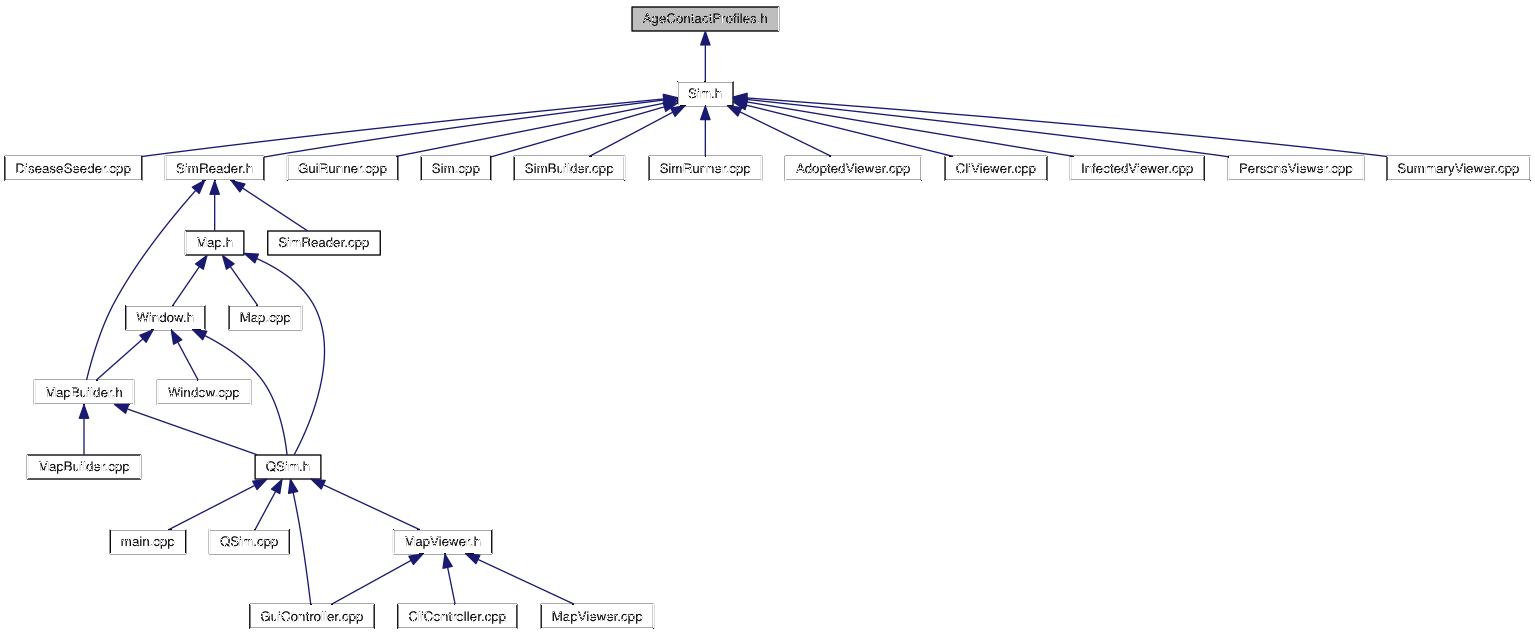 AgeContactProfiles.h
Sim.h
DiseaseSeeder.cpp
SimReader.h
GuiRunner.cpp
Sim.cpp
SimBuilder.cpp
SimRunner.cpp
AdoptedViewer.cpp
CliViewer.cpp
InfectedViewer.cpp
PersonsViewer.cpp
SummaryViewer.cpp
Map.h
SimReader.cpp
Window.h
Map.cpp
MapBuilder.h
Window.cpp
MapBuilder.cpp
QSim.h
main.cpp
QSim.cpp
MapViewer.h
GuiController.cpp
CliController.cpp
MapViewer.cpp